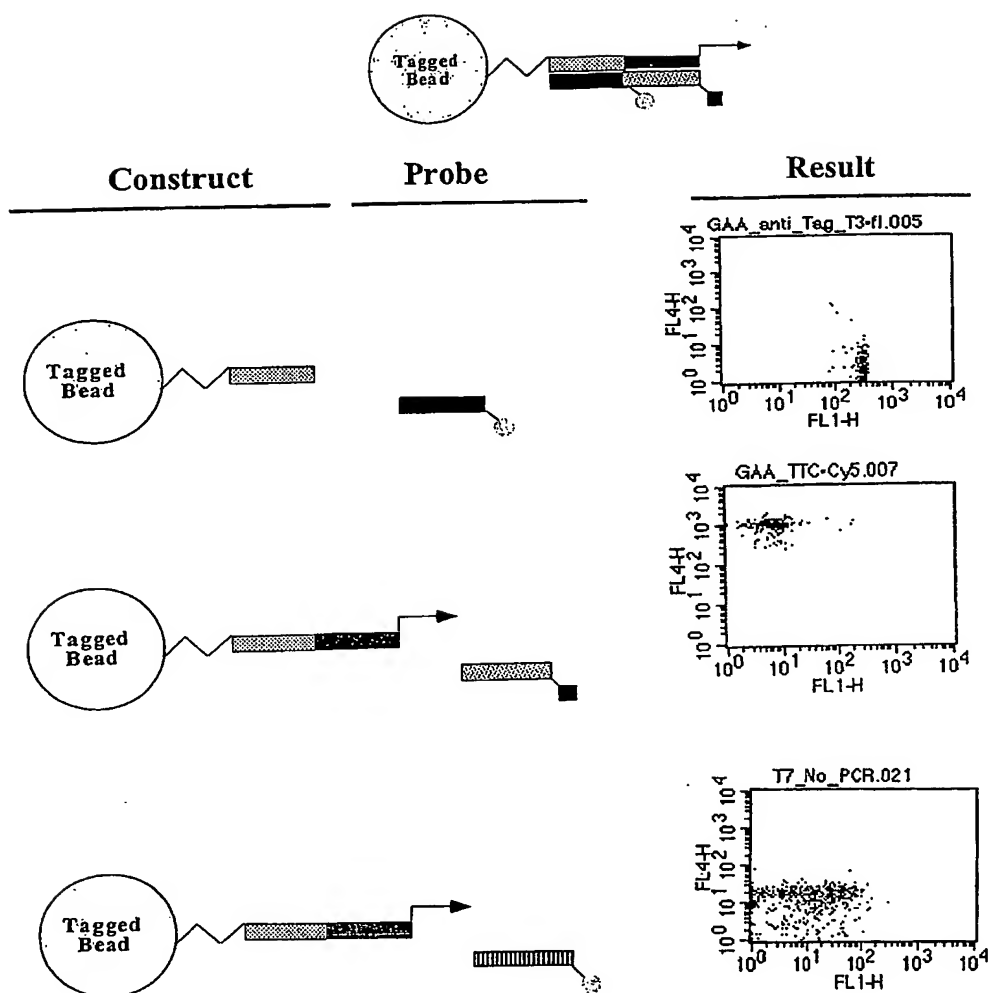 Tagged
Bead
Construct
Probe
Result
GAA_anti_Tag_T3-fl.005
FL4-H
10^0 10^1 10^2 10^3 10^4
10^0 10^1 10^2 10^3 10^4
FL1-H
Tagged
Bead
GAA_TTC-Cy5.007
FL4-H
10^0 10^1 10^2 10^3 10^4
10^0 10^1 10^2 10^3 10^4
FL1-H
Tagged
Bead
T7_No_PCR.021
FL4-H
10^0 10^1 10^2 10^3 10^4
10^0 10^1 10^2 10^3 10^4
FL1-H
Tagged
Bead